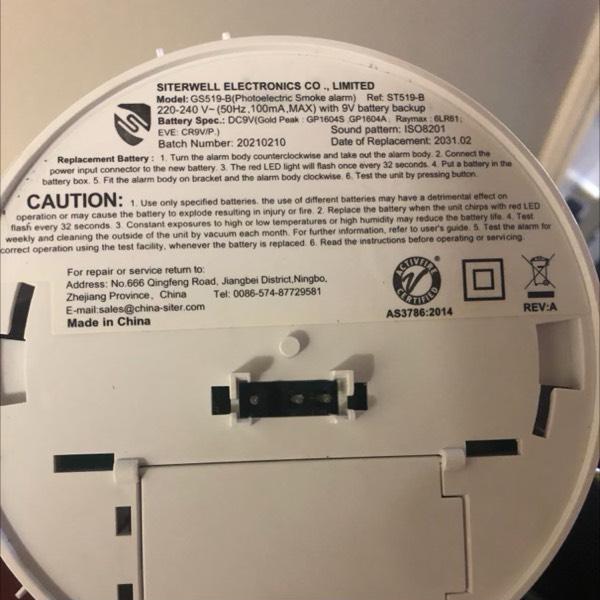 SITERWELL ELECTRONICS CO ., LIMITED
Model: GS519-B(Photoelectric Smoke alarm) Ref: ST519-B
220-240 V~ (50Hz ,100mA,MAX) with 9V battery backup
Battery Spec.: DC9V(Gold Peak : GP1604S ,GP1604A , Raymax : 6LR61;
EVE: CR9V/P.) Sound pattern: ISO8201
Batch Number: 20210210 Date of Replacement: 2031.02
Replacement Battery : 1. Turn the alarm body counterclockwise and take out the alarm body. 2. Connect the
power input connector to the new battery. 3. The red LED light will flash once every 32 seconds. 4. Put a battery in the
battery box. 5. Fit the alarm body on bracket and the alarm body clockwise. 6. Test the unit by pressing button.
CAUTION: 1. Use only specified batteries. the use of different batteries may have a detrimental effect on
operation or may cause the battery to explode resulting in injury or fire. 2. Replace the battery when the unit chirps with red LED
flash every 32 seconds. 3. Constant exposures to high or low temperatures or high humidity may reduce the battery life. 4. Test
weekly and cleaning the outside of the unit by vacuum each month. For further information, refer to user's guide. 5. Test the alarm for
correct operation using the test facility, whenever the battery is replaced. 6. Read the instructions before operating or servicing.
For repair or service return to:
Address: No.666 Qingfeng Road, Jiangbei District,Ningbo,
Zhejiang Province, China Tel: 0086-574-87729581
E-mail:sales@china-siter.com
Made in China
ACTIVFIRE
CERTIFIED
AS3786:2014
REV:A